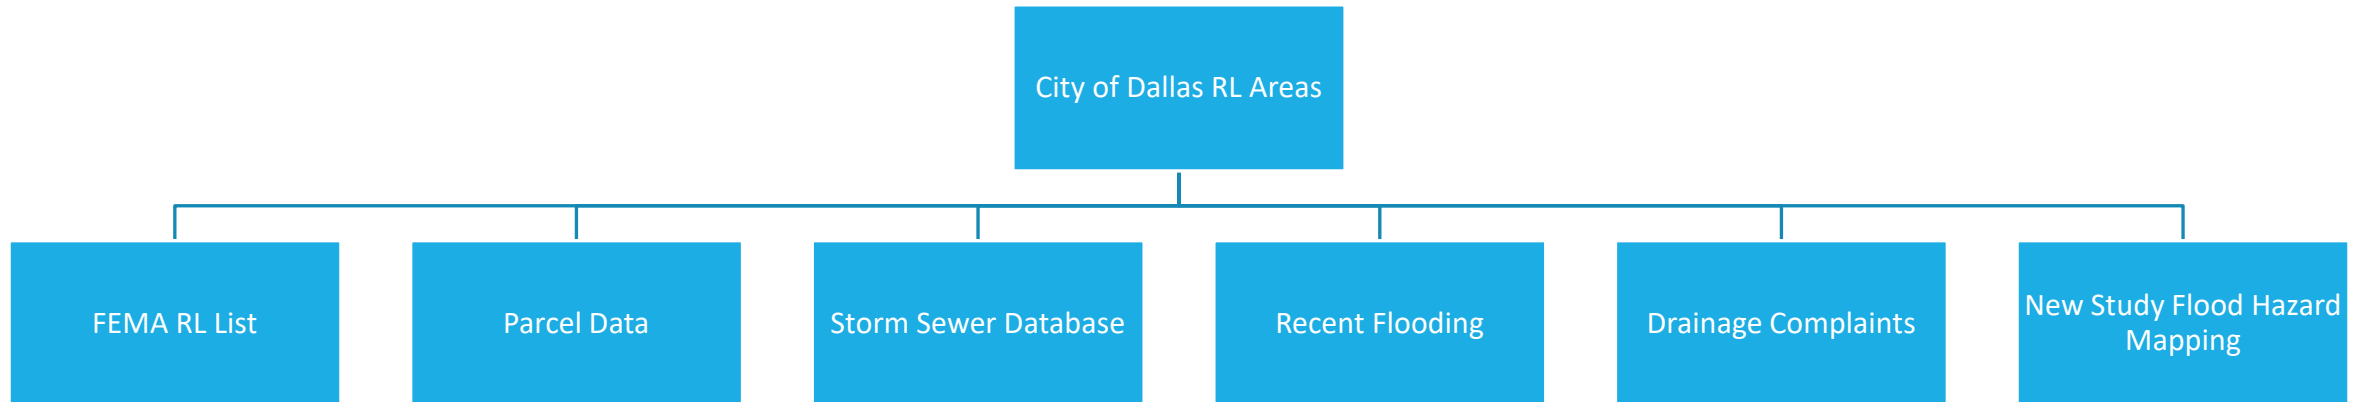 City of Dallas RL Areas
FEMA RL List
Parcel Data
Storm Sewer Database
Recent Flooding
Drainage Complaints
New Study Flood Hazard
Mapping